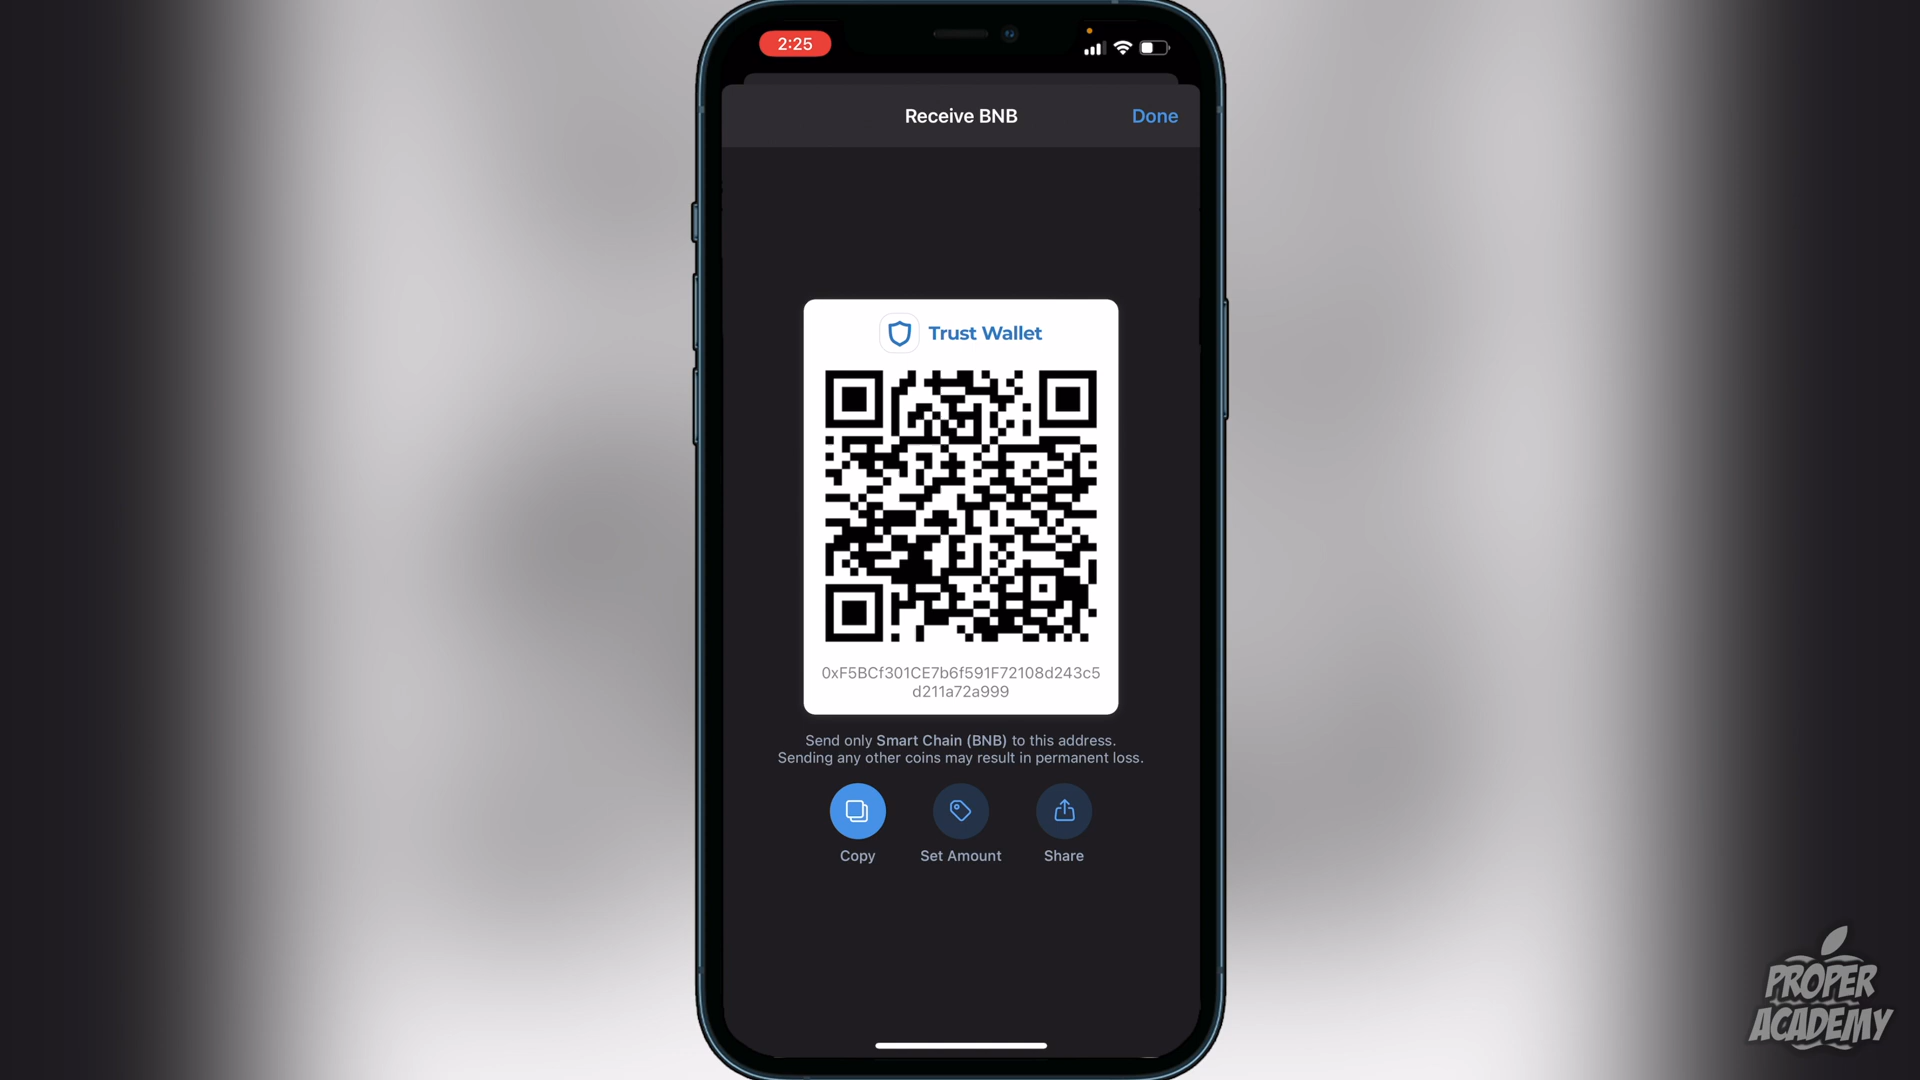 2:25
Receive BNB
Done
Trust Wallet
0xF5BCf301CE7b6f591F72108d243c5
d211a72a999
Send only Smart Chain (BNB) to this address.
Sending any other coins may result in permanent loss.
Copy
Set Amount
Share
PROPER
ACADEMY